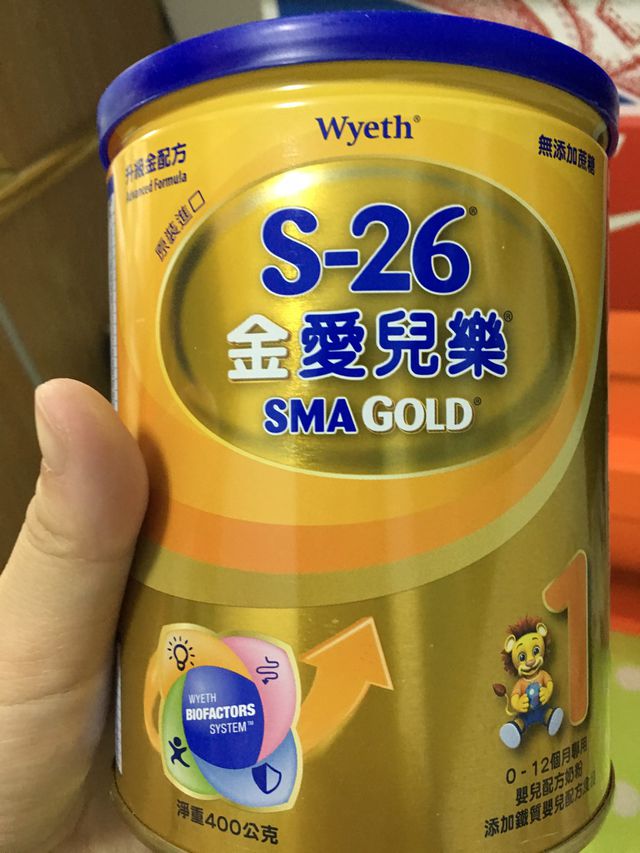 Wyeth®
升級金配方
Advanced Formula
無添加蔗糖
原裝進口
S-26®
金愛兒樂®
SMA GOLD®
1
WYETH
BIOFACTORS
SYSTEM™
淨重400公克
0-12個月專用
嬰兒配方奶粉
添加鐵質嬰兒配方食品